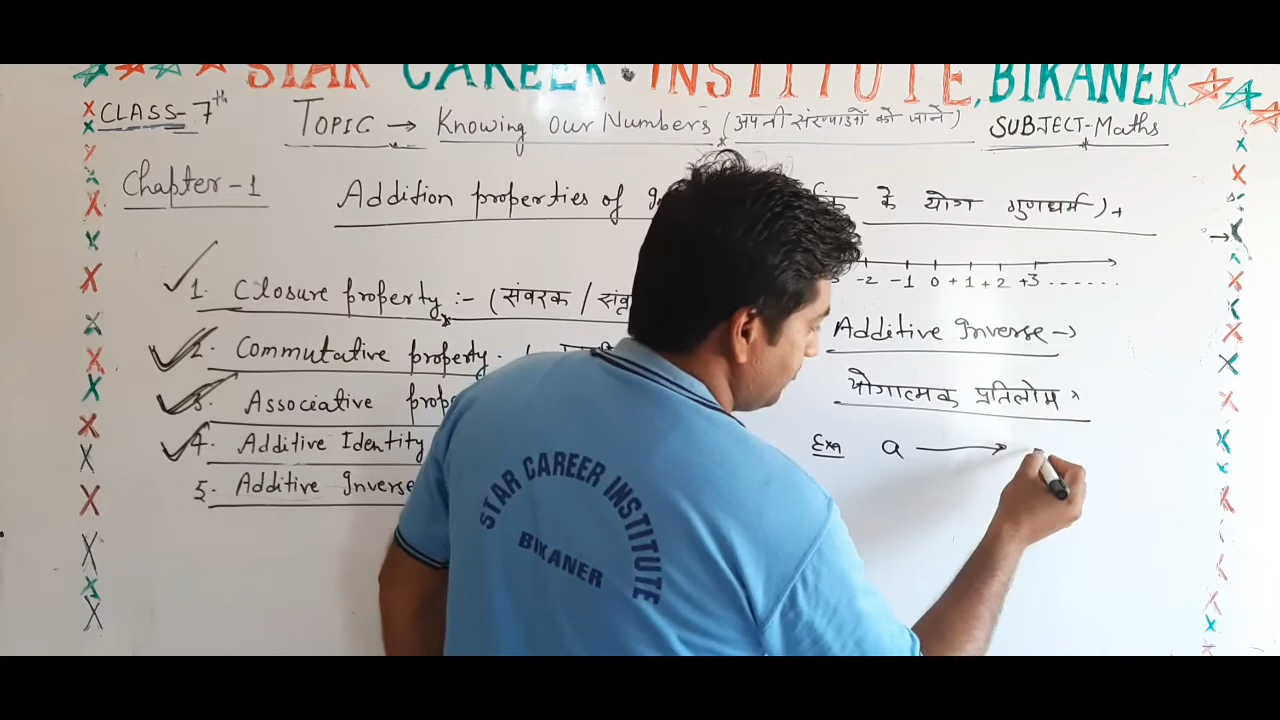 STAR CAREER INSTITUTE, BIKANER
CLASS-7th
TOPIC → Knowing Our Numbers (अपनी संख्याओं को जाने)
SUBJECT-Maths
Chapter-1
Addition properties of
के योग गुणधर्म)
1. Closure property :- (संवरक /
-2 -1 0 +1 +2 +3 ......
2. Commutative property.
Additive Inverse →
3. Associative
योगात्मक प्रतिलोम
4. Additive Identity
Exa a →
5. Additive Inverse
STAR CAREER INSTITUTE
BIKANER